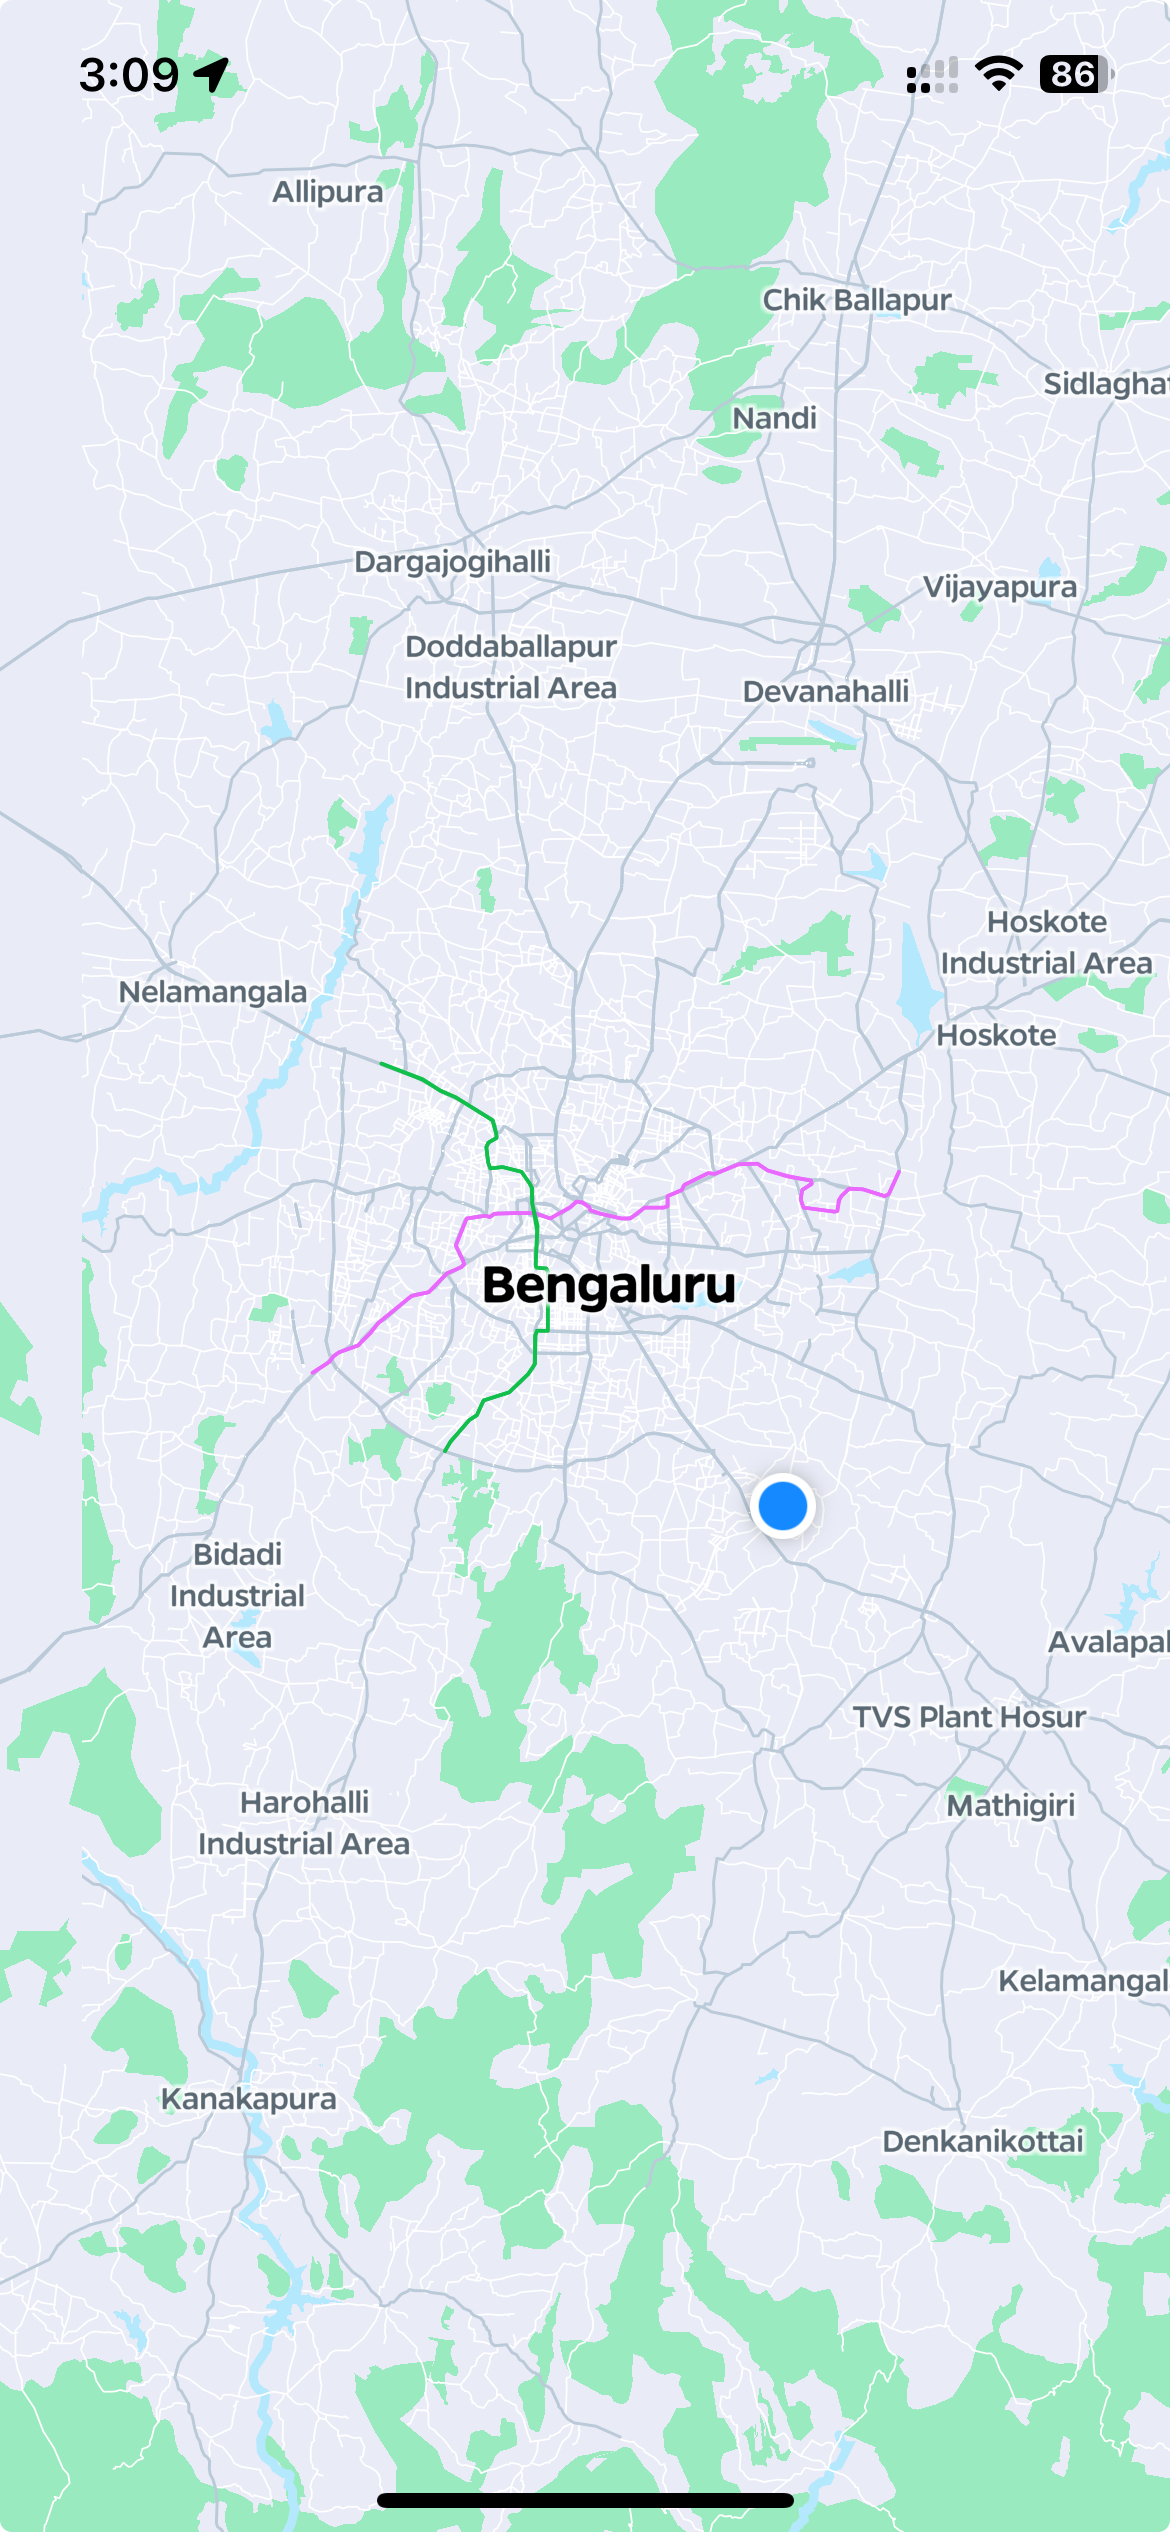 3:09
86
Allipura
Chik Ballapur
Sidlaghat
Nandi
Dargajogihalli
Vijayapura
Doddaballapur
Industrial Area
Devanahalli
Hoskote
Industrial Area
Nelamangala
Hoskote
Bengaluru
Bidadi
Industrial
Area
Avalapal
TVS Plant Hosur
Harohalli
Industrial Area
Mathigiri
Kelamangal
Kanakapura
Denkanikottai